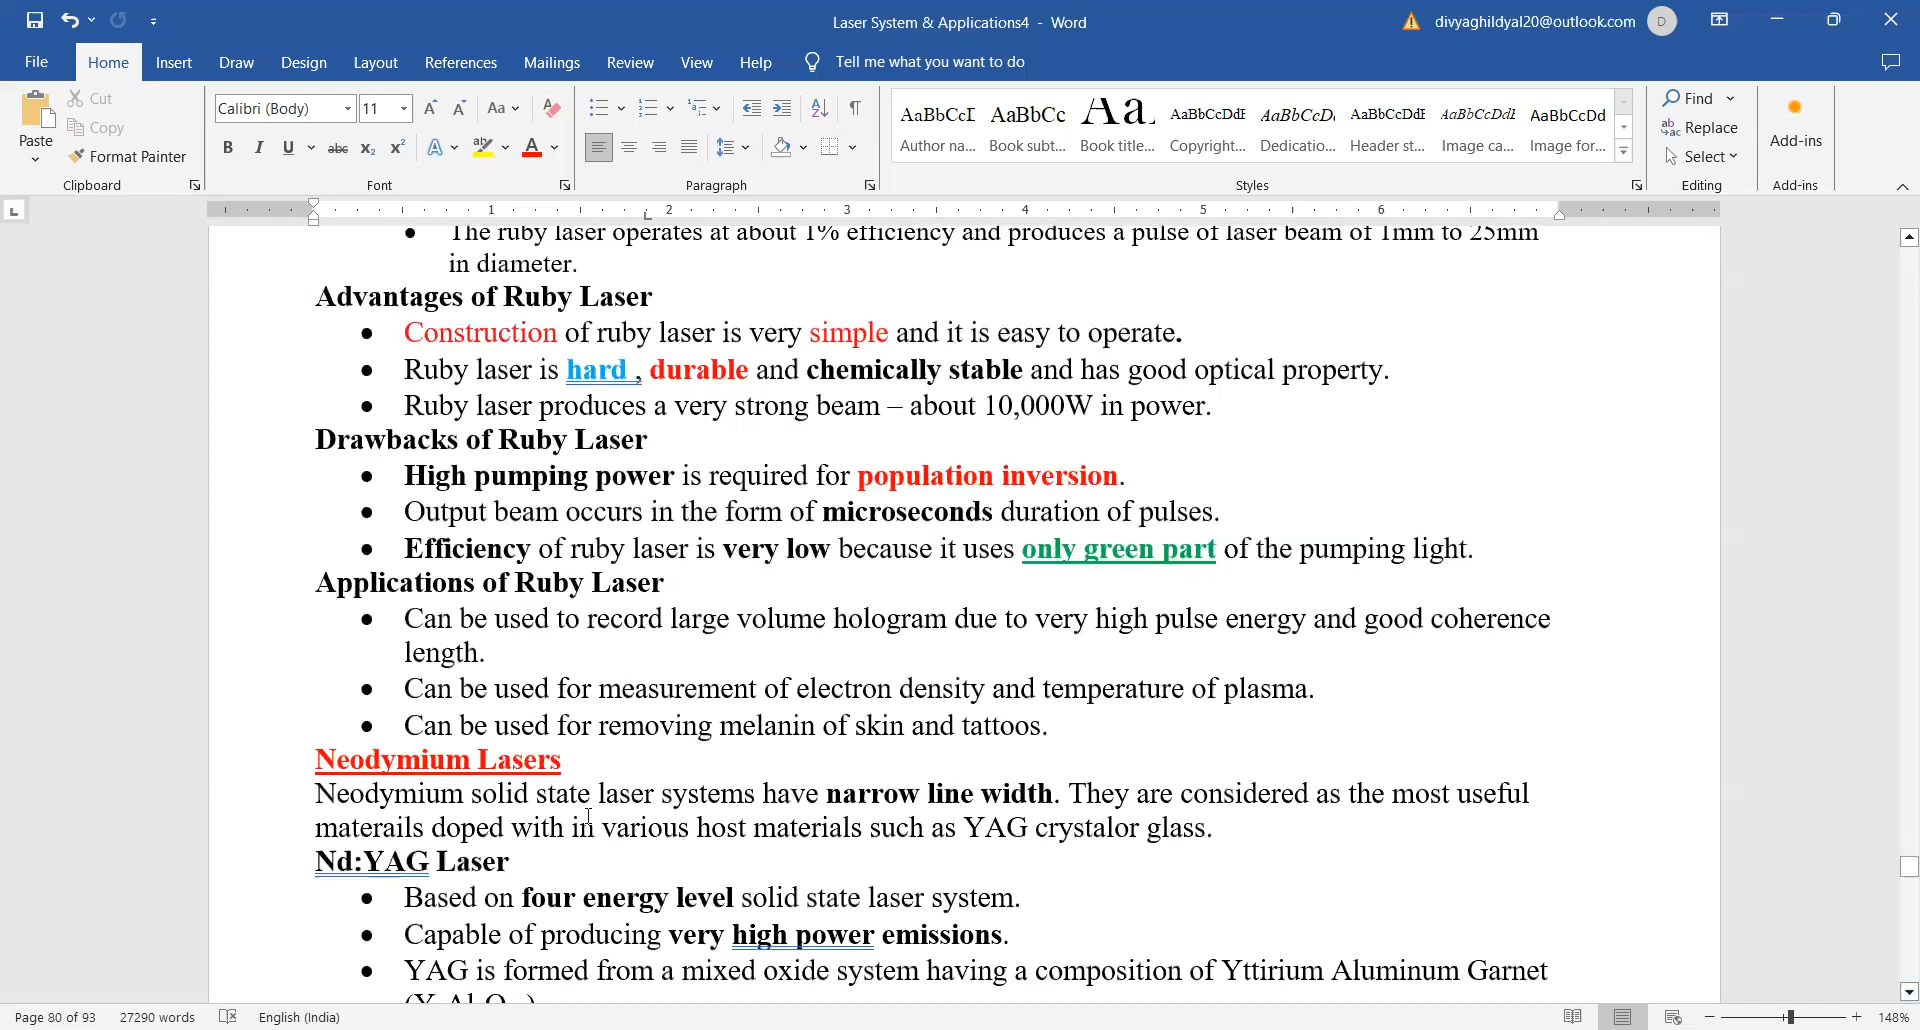 Laser System & Applications4 - Word
divyaghildyal20@outlook.com
D
File Home Insert Draw Design Layout References Mailings Review View Help Tell me what you want to do
Paste
Cut
Copy
Format Painter
Clipboard
Calibri (Body) 11
Aa
B I U abc x₂ x²
Font
Paragraph
AaBbCcD AaBbCc Aa. AaBbCcDdE AaBbCcD AaBbCcDdE AaBbCcDdE AaBbCcDd
Author na... Book subt... Book title... Copyright... Dedicatio... Header st... Image ca... Image for...
Styles
Find
Replace
Select
Editing
Add-ins
Add-ins
1 2 3 4 5 6
• The ruby laser operates at about 1% efficiency and produces a pulse of laser beam of 1mm to 25mm
in diameter.
Advantages of Ruby Laser
• Construction of ruby laser is very simple and it is easy to operate.
• Ruby laser is hard , durable and chemically stable and has good optical property.
• Ruby laser produces a very strong beam – about 10,000W in power.
Drawbacks of Ruby Laser
• High pumping power is required for population inversion.
• Output beam occurs in the form of microseconds duration of pulses.
• Efficiency of ruby laser is very low because it uses only green part of the pumping light.
Applications of Ruby Laser
• Can be used to record large volume hologram due to very high pulse energy and good coherence
length.
• Can be used for measurement of electron density and temperature of plasma.
• Can be used for removing melanin of skin and tattoos.
Neodymium Lasers
Neodymium solid state laser systems have narrow line width. They are considered as the most useful
materails doped with in various host materials such as YAG crystalor glass.
Nd:YAG Laser
• Based on four energy level solid state laser system.
• Capable of producing very high power emissions.
• YAG is formed from a mixed oxide system having a composition of Yttirium Aluminum Garnet
Page 80 of 93 27290 words English (India) 148%